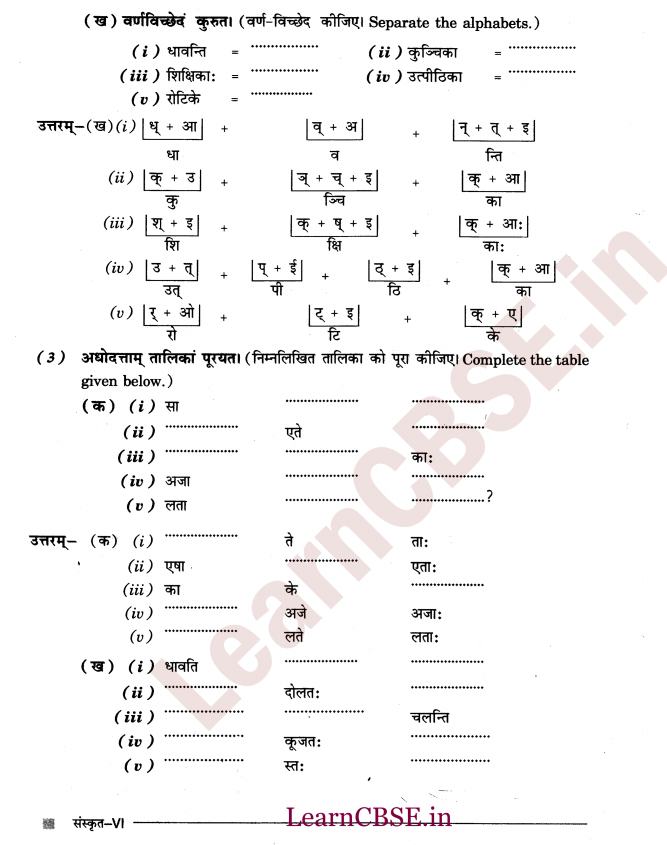 (ख) वर्णविच्छेदं कुरुत। (वर्ण-विच्छेद कीजिए। Separate the alphabets.)
(i) धावन्ति = .................. (ii) कुञ्चिका = ..................
(iii) शिक्षिका: = .................. (iv) उत्पीठिका = ..................
(v) रोटिके = ..................
उत्तरम्–(ख)(i) ध् + आ + व् + अ + न् + त् + इ
धा व न्ति
(ii) क् + उ + ञ् + च् + इ + क् + आ
कु ञ्चि का
(iii) श् + इ + क् + ष् + इ + क् + आ:
शि क्षि का:
(iv) उ + त् + प् + ई + ठ् + इ + क् + आ
उत् पी ठि का
(v) र् + ओ + ट् + इ + क् + ए
रो टि के
(3) अधोदत्ताम् तालिकां पूरयत। (निम्नलिखित तालिका को पूरा कीजिए। Complete the table
given below.)
(क) (i) सा .................. ..................
(ii) .................. एते ..................
(iii) .................. .................. का:
(iv) अजा .................. ..................
(v) लता .................. ..................?
उत्तरम्– (क) (i) .................. ते ता:
(ii) एषा .................. एता:
(iii) का के ..................
(iv) .................. अजे अजा:
(v) .................. लते लता:
(ख) (i) धावति .................. ..................
(ii) .................. दोलत: ..................
(iii) .................. .................. चलन्ति
(iv) .................. कूजत: ..................
(v) .................. स्त: ..................
संस्कृत–VI
LearnCBSE.in
LearnCBSE.in